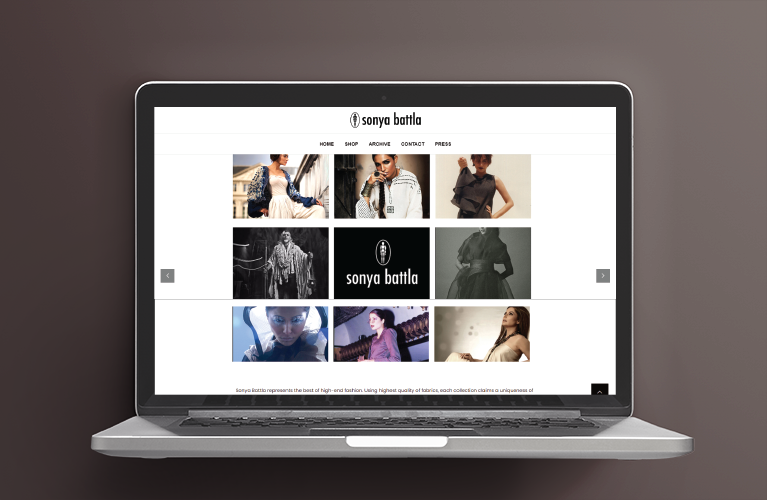 sonya battla
HOME SHOP ARCHIVE CONTACT PRESS
sonya battla
Sonya Battla represents the best of high-end fashion. Using highest quality of fabrics, each collection claims a uniqueness of